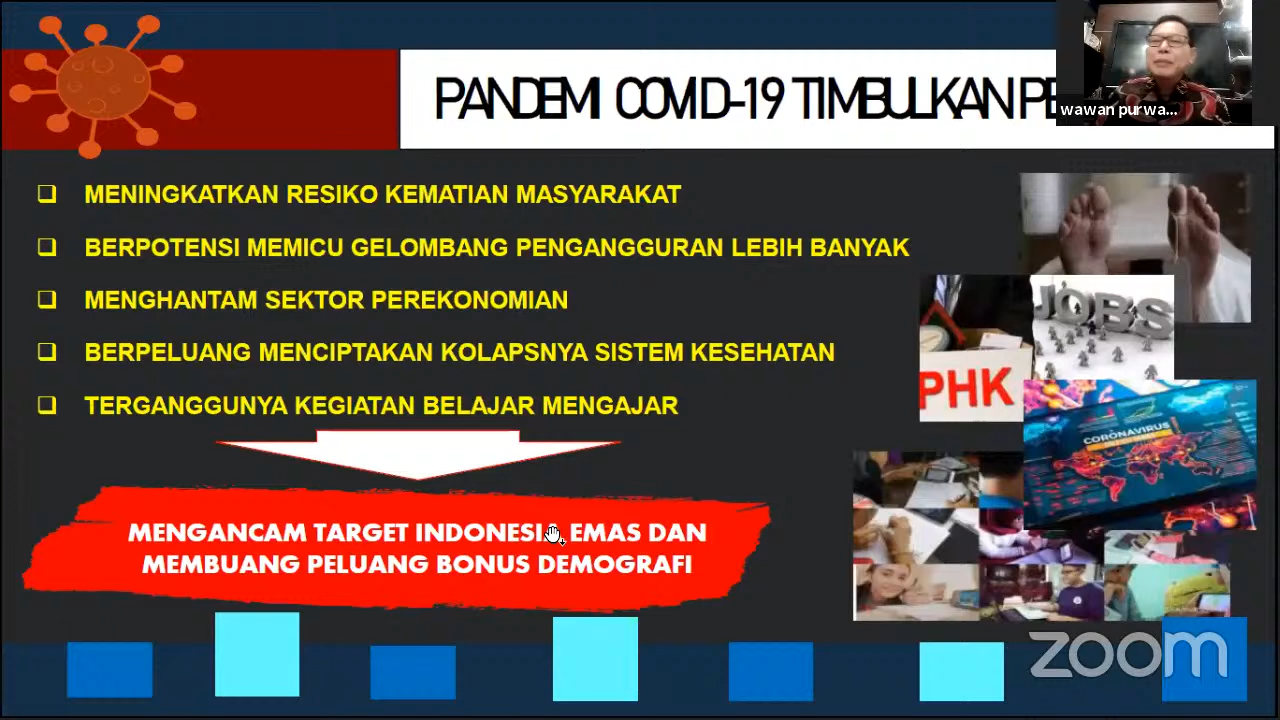 PANDEMI COVID-19 TIMBULKAN PE
wawan purwa...
MENINGKATKAN RESIKO KEMATIAN MASYARAKAT
BERPOTENSI MEMICU GELOMBANG PENGANGGURAN LEBIH BANYAK
MENGHANTAM SEKTOR PEREKONOMIAN
BERPELUANG MENCIPTAKAN KOLAPSNYA SISTEM KESEHATAN
TERGANGGUNYA KEGIATAN BELAJAR MENGAJAR
JOBS
PHK
CORONAVIRUS
MENGANCAM TARGET INDONESIA EMAS DAN
MEMBUANG PELUANG BONUS DEMOGRAFI
zoom